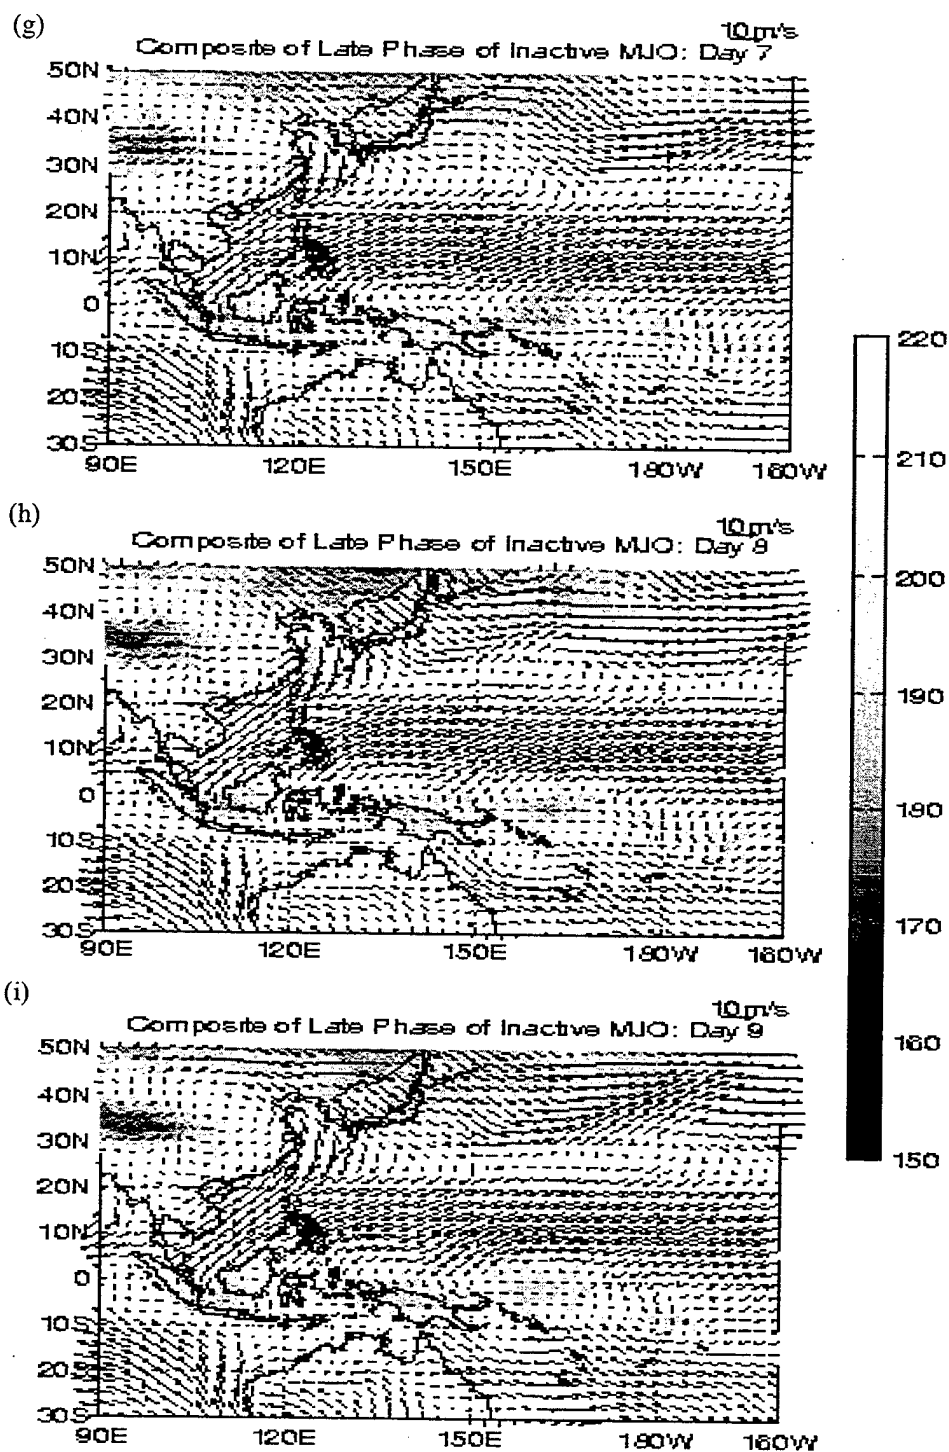 (g)
10 m/s
Composite of Late Phase of Inactive MJO: Day 7
50N
40N
30N
20N
10N
0
10S
20S
30S
90E 120E 150E 180W 160W
(h)
10 m/s
Composite of Late Phase of Inactive MJO: Day 8
50N
40N
30N
20N
10N
0
10S
20S
30S
90E 120E 150E 180W 160W
(i)
10 m/s
Composite of Late Phase of Inactive MJO: Day 9
50N
40N
30N
20N
10N
0
10S
20S
30S
90E 120E 150E 180W 160W
220
210
200
190
180
170
160
150